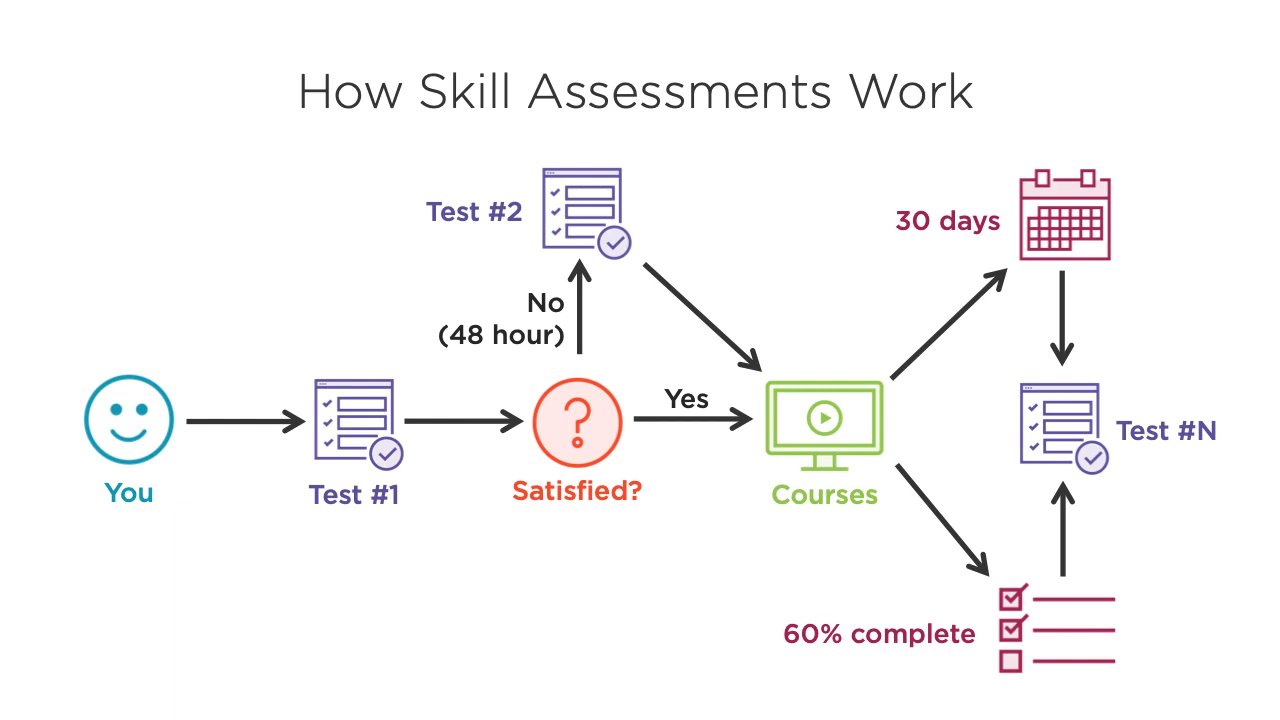 How Skill Assessments Work
Test #2
30 days
No
(48 hour)
Yes
Test #N
You
Test #1
Satisfied?
Courses
60% complete